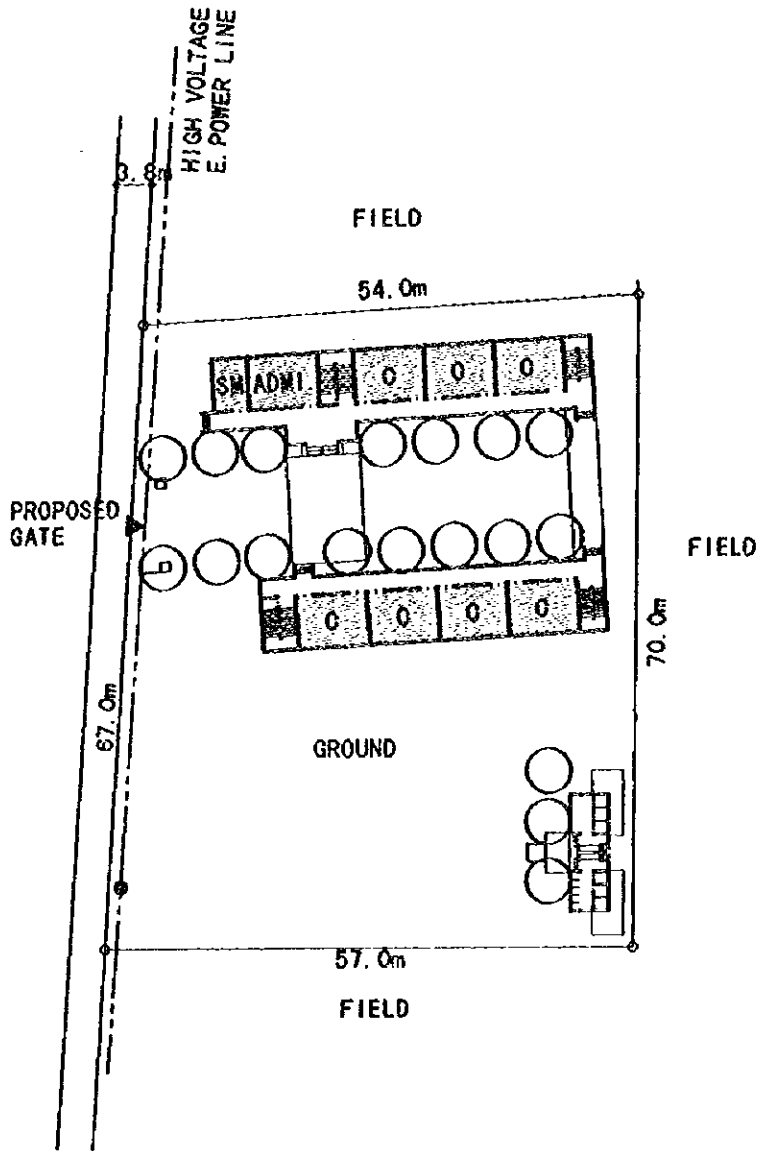 HIGH VOLTAGE
E. POWER LINE
3.8m
FIELD
54.0m
SM ADMI. O O O
PROPOSED
GATE
FIELD
O O O O
70.0m
67.0m
GROUND
57.0m
FIELD